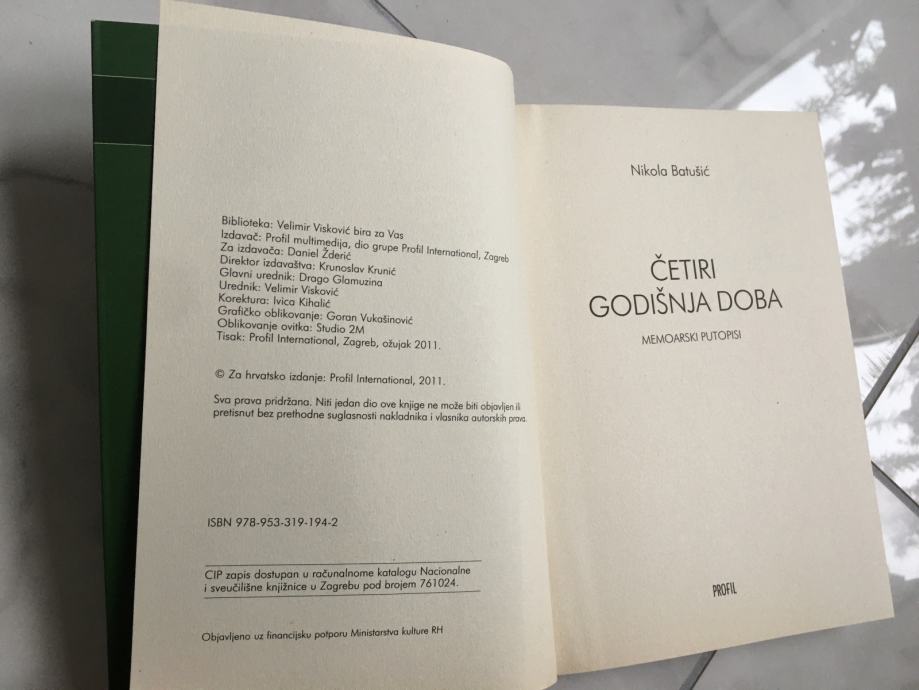 Biblioteka: Velimir Visković bira za Vas
Izdavač: Profil multimedija, dio grupe Profil International, Zagreb
Za izdavača: Daniel Žderić
Direktor izdavaštva: Krunoslav Krunić
Glavni urednik: Drago Glamuzina
Urednik: Velimir Visković
Korektura: Ivica Kihalić
Grafičko oblikovanje: Goran Vukašinović
Oblikovanje ovitka: Studio 2M
Tisak: Profil International, Zagreb, ožujak 2011.
© Za hrvatsko izdanje: Profil International, 2011.
Sva prava pridržana. Niti jedan dio ove knjige ne može biti objavljen ili
pretisnut bez prethodne suglasnosti nakladnika i vlasnika autorskih prava.
ISBN 978-953-319-194-2
CIP zapis dostupan u računalnome katalogu Nacionalne
i sveučilišne knjižnice u Zagrebu pod brojem 761024.
Objavljeno uz financijsku potporu Ministarstva kulture RH
Nikola Batušić
ČETIRI
GODIŠNJA DOBA
MEMOARSKI PUTOPISI
PROFIL